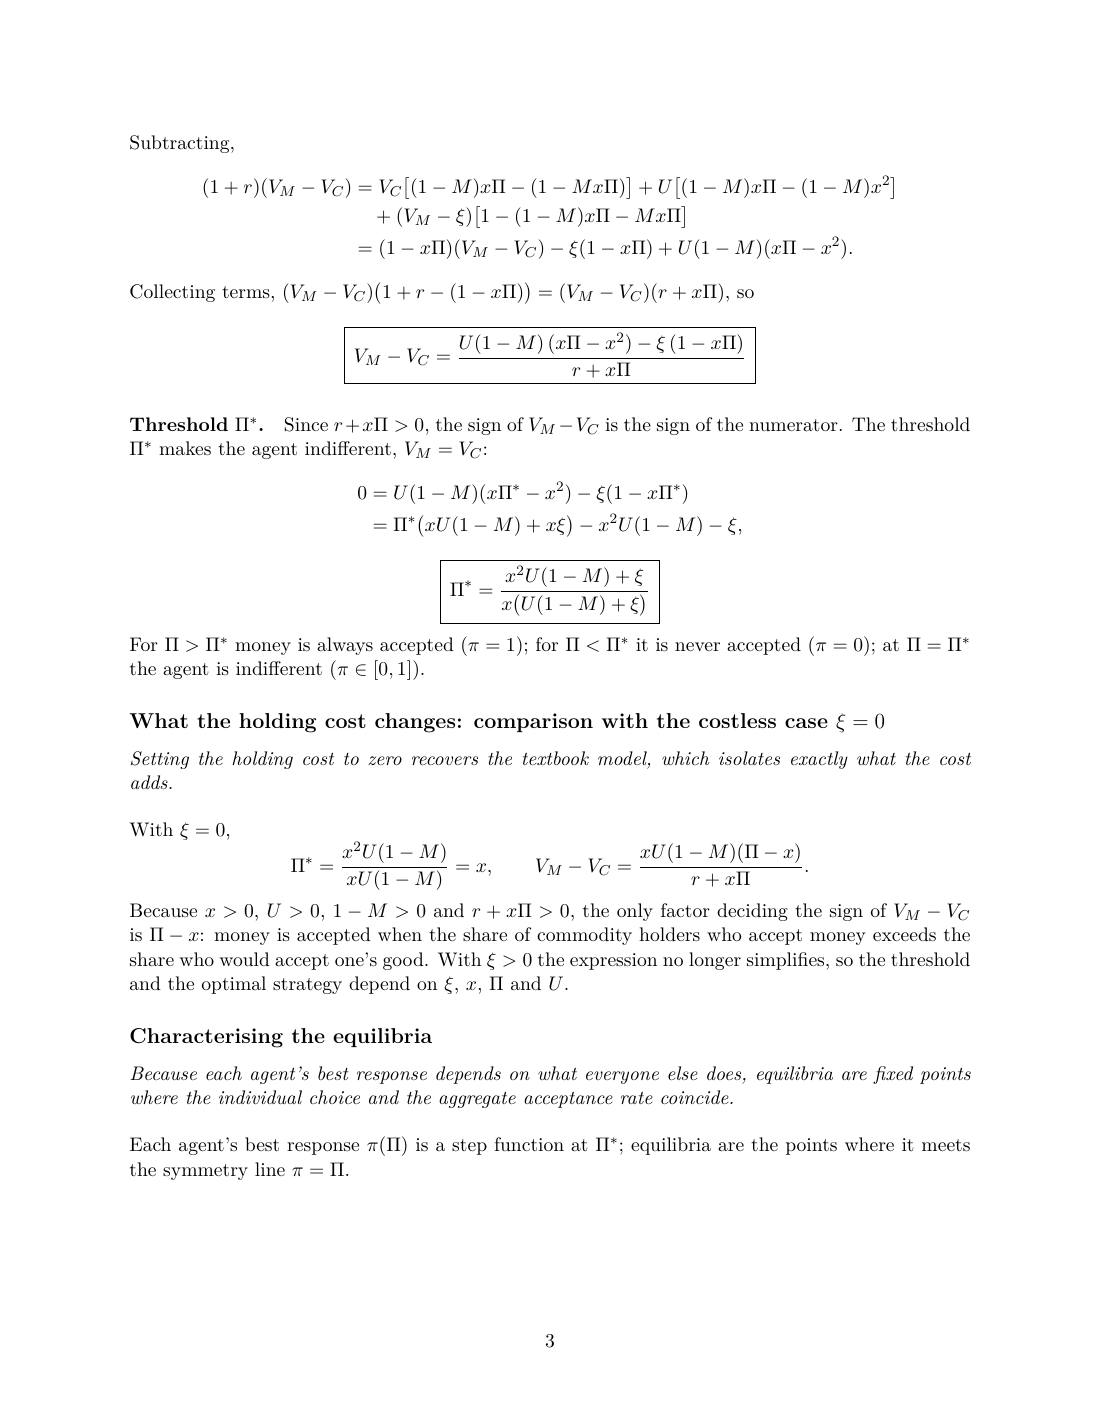 Subtracting,
(1 + r)(V_M − V_C) = V_C[(1 − M)xΠ − (1 − MxΠ)] + U[(1 − M)xΠ − (1 − M)x²]
+ (V_M − ξ)[1 − (1 − M)xΠ − MxΠ]
= (1 − xΠ)(V_M − V_C) − ξ(1 − xΠ) + U(1 − M)(xΠ − x²).
Collecting terms, (V_M − V_C)(1 + r − (1 − xΠ)) = (V_M − V_C)(r + xΠ), so
V_M − V_C = \frac{U(1 − M) (xΠ − x²) − ξ (1 − xΠ)}{r + xΠ}
Threshold Π*. Since r + xΠ > 0, the sign of V_M − V_C is the sign of the numerator. The threshold
Π* makes the agent indifferent, V_M = V_C:
0 = U(1 − M)(xΠ* − x²) − ξ(1 − xΠ*)
= Π*(xU(1 − M) + xξ) − x²U(1 − M) − ξ,
Π* = \frac{x²U(1 − M) + ξ}{x(U(1 − M) + ξ)}
For Π > Π* money is always accepted (π = 1); for Π < Π* it is never accepted (π = 0); at Π = Π*
the agent is indifferent (π ∈ [0, 1]).
What the holding cost changes: comparison with the costless case ξ = 0
Setting the holding cost to zero recovers the textbook model, which isolates exactly what the cost
adds.
With ξ = 0,
Π* = \frac{x²U(1 − M)}{xU(1 − M)} = x, V_M − V_C = \frac{xU(1 − M)(Π − x)}{r + xΠ}.
Because x > 0, U > 0, 1 − M > 0 and r + xΠ > 0, the only factor deciding the sign of V_M − V_C
is Π − x: money is accepted when the share of commodity holders who accept money exceeds the
share who would accept one's good. With ξ > 0 the expression no longer simplifies, so the threshold
and the optimal strategy depend on ξ, x, Π and U.
Characterising the equilibria
Because each agent's best response depends on what everyone else does, equilibria are fixed points
where the individual choice and the aggregate acceptance rate coincide.
Each agent's best response π(Π) is a step function at Π*; equilibria are the points where it meets
the symmetry line π = Π.
3